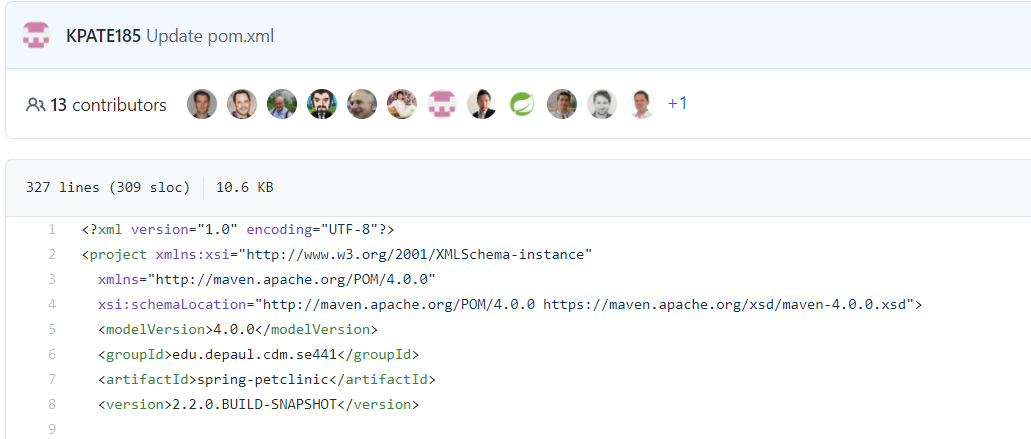 KPATE185 Update pom.xml
13 contributors +1
327 lines (309 sloc) 10.6 KB
1 <?xml version="1.0" encoding="UTF-8"?>
2 <project xmlns:xsi="http://www.w3.org/2001/XMLSchema-instance"
3 xmlns="http://maven.apache.org/POM/4.0.0"
4 xsi:schemaLocation="http://maven.apache.org/POM/4.0.0 https://maven.apache.org/xsd/maven-4.0.0.xsd">
5 <modelVersion>4.0.0</modelVersion>
6 <groupId>edu.depaul.cdm.se441</groupId>
7 <artifactId>spring-petclinic</artifactId>
8 <version>2.2.0.BUILD-SNAPSHOT</version>
9